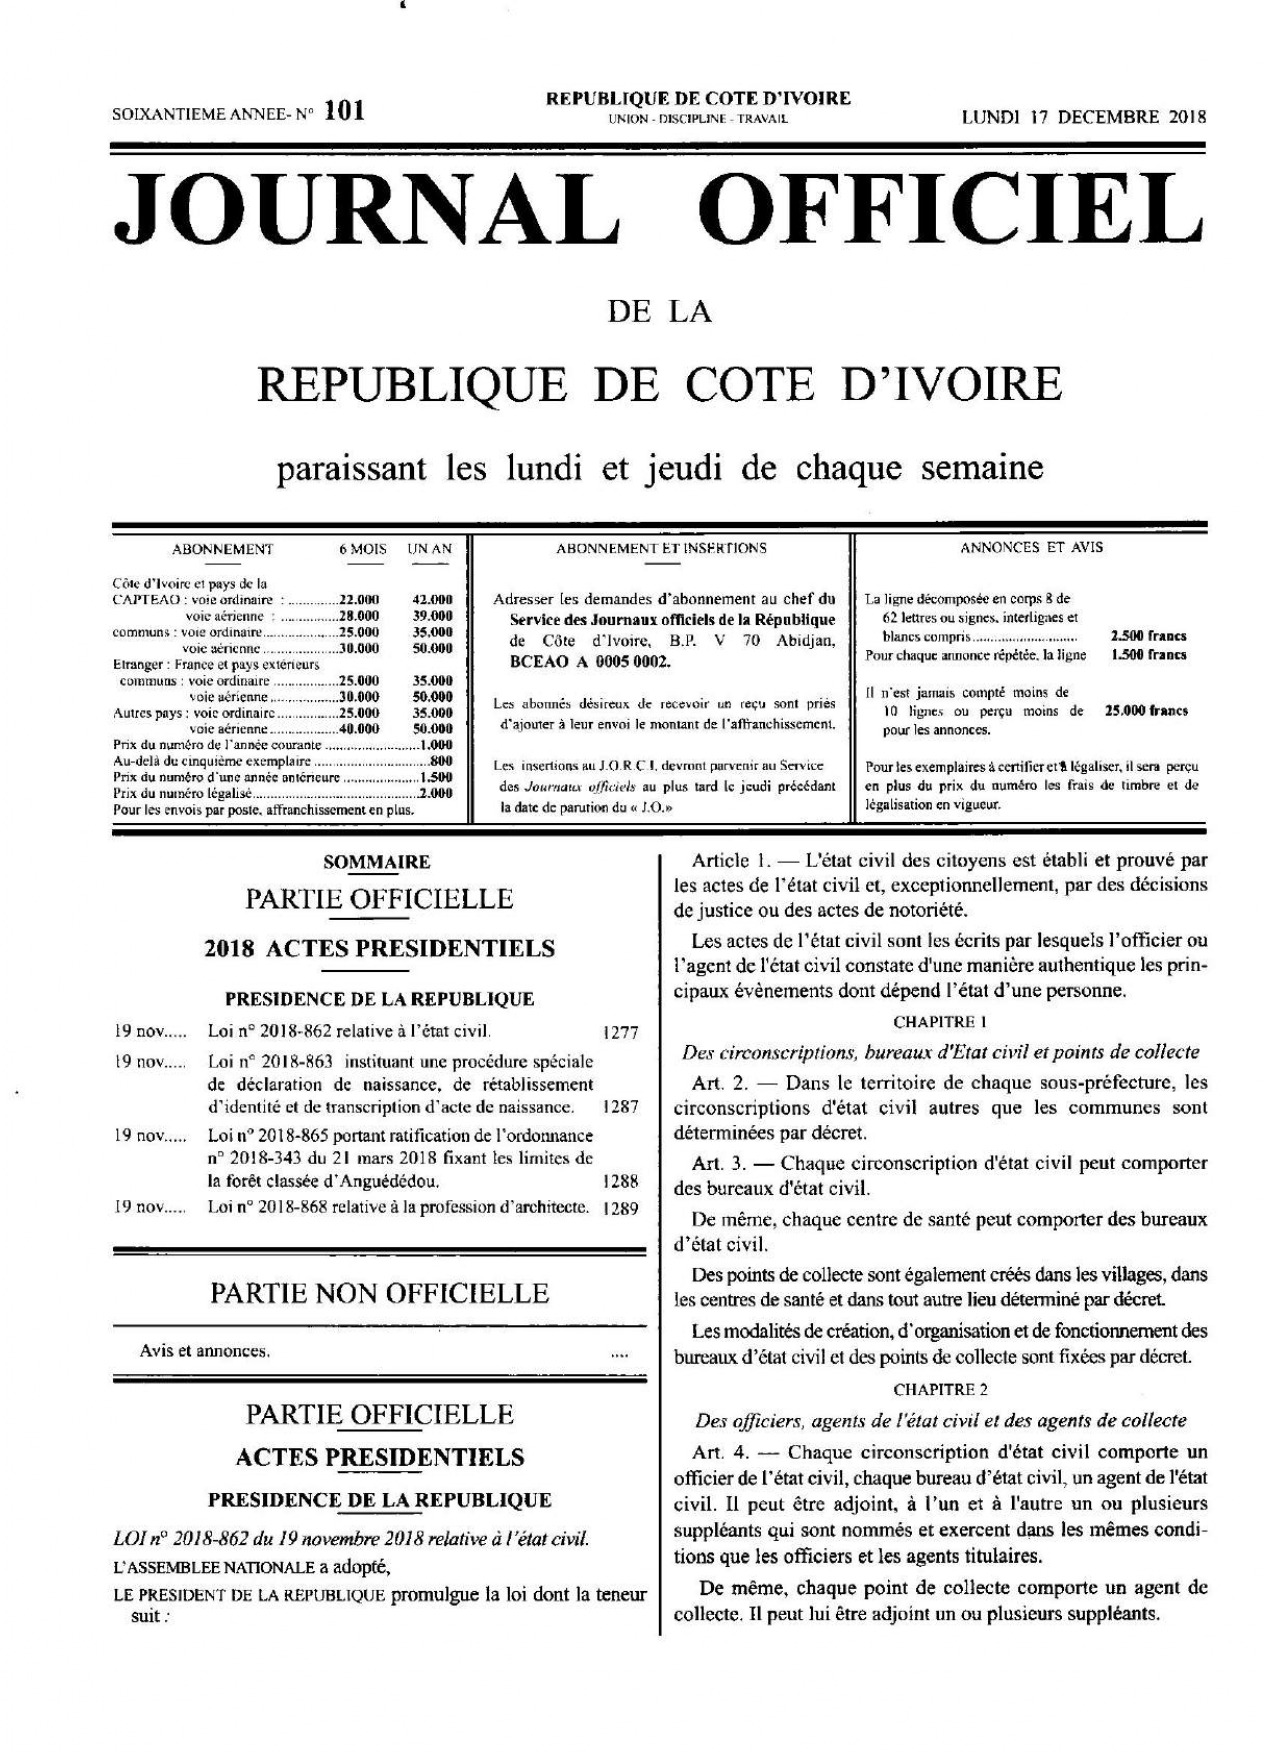 SOIXANTIEME ANNEE- N° 101
REPUBLIQUE DE COTE D'IVOIRE
UNION - DISCIPLINE - TRAVAIL
LUNDI 17 DECEMBRE 2018
JOURNAL OFFICIEL
DE LA
REPUBLIQUE DE COTE D'IVOIRE
paraissant les lundi et jeudi de chaque semaine
ABONNEMENT 6 MOIS UN AN
Côte d'Ivoire et pays de la
CAPTEAO : voie ordinaire : .............22.000 42.000
voie aérienne : ...............28.000 39.000
communs : voie ordinaire...................25.000 35.000
voie aérienne....................30.000 50.000
Etranger : France et pays extérieurs
communs : voie ordinaire .................25.000 35.000
voie aérienne..................30.000 50.000
Autres pays : voie ordinaire................25.000 35.000
voie aérienne..................40.000 50.000
Prix du numéro de l'année courante .........................1.000
Au-delà du cinquième exemplaire ..............................800
Prix du numéro d'une année antérieure ....................1.500
Prix du numéro légalisé...........................................2.000
Pour les envois par poste, affranchissement en plus.
ABONNEMENT ET INSERTIONS
Adresser les demandes d'abonnement au chef du
Service des Journaux officiels de la République
de Côte d'Ivoire, B.P. V 70 Abidjan,
BCEAO A 0005 0002.
Les abonnés désireux de recevoir un reçu sont priés
d'ajouter à leur envoi le montant de l'affranchissement.
Les insertions au J.O.R.C I. devront parvenir au Service
des Journaux officiels au plus tard le jeudi précédant
la date de parution du « J.O.»
ANNONCES ET AVIS
La ligne décomposée en corps 8 de
62 lettres ou signes, interlignes et
blancs compris........................... 2.500 francs
Pour chaque annonce répétée, la ligne 1.500 francs
Il n'est jamais compté moins de
10 lignes ou perçu moins de 25.000 francs
pour les annonces.
Pour les exemplaires à certifier et à légaliser, il sera perçu
en plus du prix du numéro les frais de timbre et de
légalisation en vigueur.
SOMMAIRE
PARTIE OFFICIELLE
2018 ACTES PRESIDENTIELS
PRESIDENCE DE LA REPUBLIQUE
19 nov..... Loi n° 2018-862 relative à l'état civil. 1277
19 nov..... Loi n° 2018-863 instituant une procédure spéciale
de déclaration de naissance, de rétablissement
d'identité et de transcription d'acte de naissance. 1287
19 nov..... Loi n° 2018-865 portant ratification de l'ordonnance
n° 2018-343 du 21 mars 2018 fixant les limites de
la forêt classée d'Anguédédou. 1288
19 nov..... Loi n° 2018-868 relative à la profession d'architecte. 1289
PARTIE NON OFFICIELLE
Avis et annonces. ....
PARTIE OFFICIELLE
ACTES PRESIDENTIELS
PRESIDENCE DE LA REPUBLIQUE
LOI n° 2018-862 du 19 novembre 2018 relative à l'état civil.
L'ASSEMBLEE NATIONALE a adopté,
LE PRESIDENT DE LA REPUBLIQUE promulgue la loi dont la teneur
suit :
Article 1. — L'état civil des citoyens est établi et prouvé par
les actes de l'état civil et, exceptionnellement, par des décisions
de justice ou des actes de notoriété.
Les actes de l'état civil sont les écrits par lesquels l'officier ou
l'agent de l'état civil constate d'une manière authentique les prin-
cipaux évènements dont dépend l'état d'une personne.
CHAPITRE 1
Des circonscriptions, bureaux d'Etat civil et points de collecte
Art. 2. — Dans le territoire de chaque sous-préfecture, les
circonscriptions d'état civil autres que les communes sont
déterminées par décret.
Art. 3. — Chaque circonscription d'état civil peut comporter
des bureaux d'état civil.
De même, chaque centre de santé peut comporter des bureaux
d'état civil.
Des points de collecte sont également créés dans les villages, dans
les centres de santé et dans tout autre lieu déterminé par décret.
Les modalités de création, d'organisation et de fonctionnement des
bureaux d'état civil et des points de collecte sont fixées par décret.
CHAPITRE 2
Des officiers, agents de l'état civil et des agents de collecte
Art. 4. — Chaque circonscription d'état civil comporte un
officier de l'état civil, chaque bureau d'état civil, un agent de l'état
civil. Il peut être adjoint, à l'un et à l'autre un ou plusieurs
suppléants qui sont nommés et exercent dans les mêmes condi-
tions que les officiers et les agents titulaires.
De même, chaque point de collecte comporte un agent de
collecte. Il peut lui être adjoint un ou plusieurs suppléants.